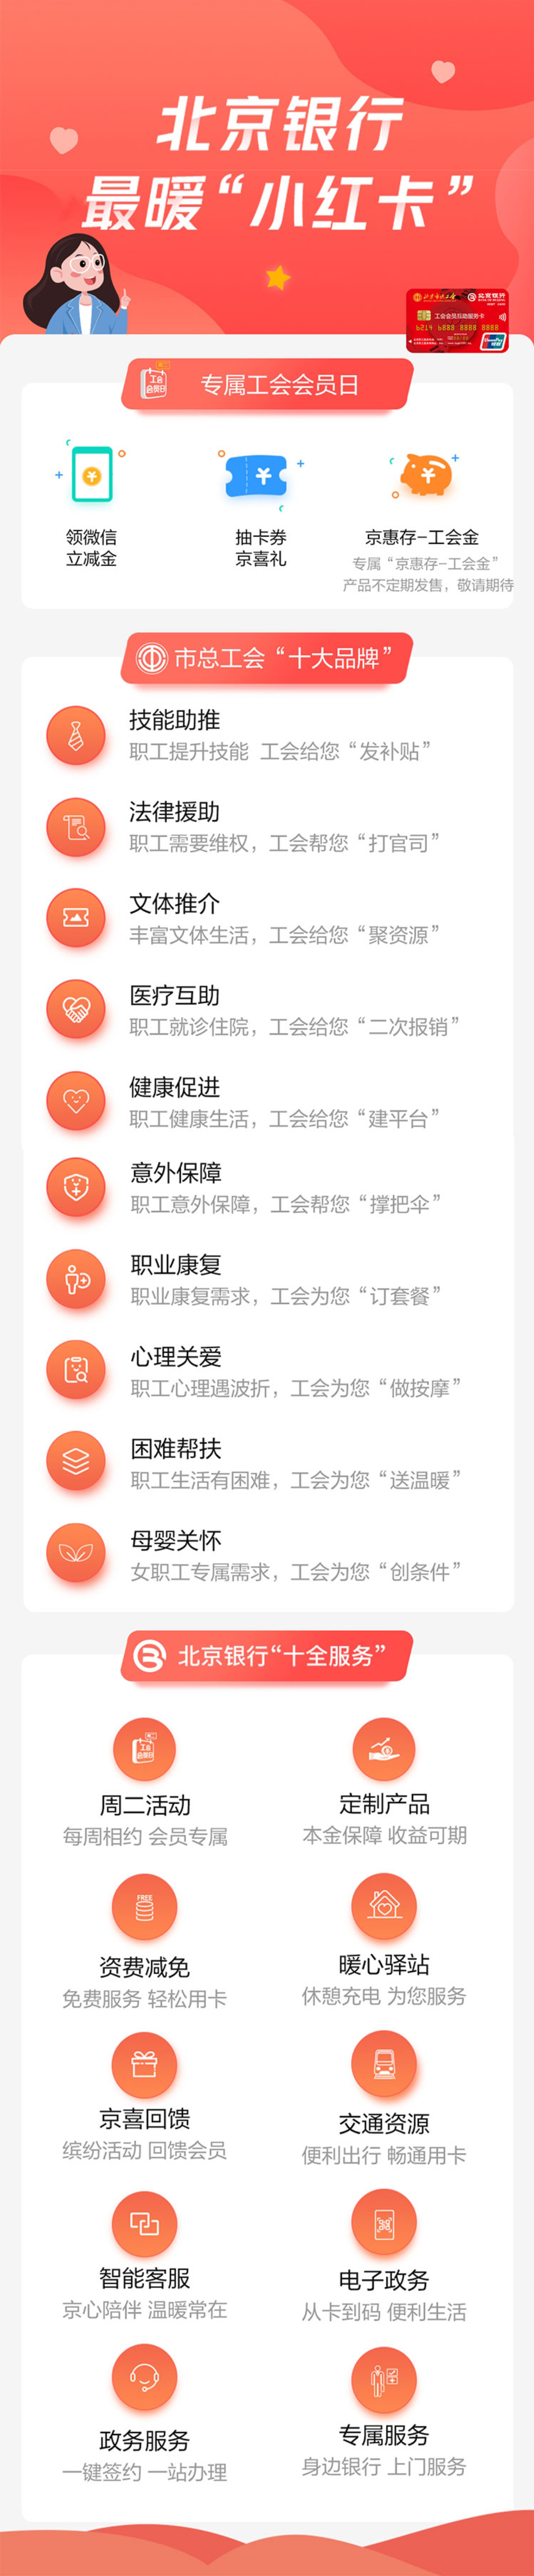 北京银行
最暖“小红卡”
北京银行
BANK OF BEIJING
工会会员互助服务卡
6214 6888 8888 8888
UnionPay
银联
工会
会员日
专属工会会员日
领微信
立减金
抽卡券
京喜礼
京惠存-工会金
专属“京惠存-工会金”
产品不定期发售，敬请期待
市总工会“十大品牌”
技能助推
职工提升技能 工会给您“发补贴”
法律援助
职工需要维权，工会帮您“打官司”
文体推介
丰富文体生活，工会给您“聚资源”
医疗互助
职工就诊住院，工会给您“二次报销”
健康促进
职工健康生活，工会给您“建平台”
意外保障
职工意外保障，工会帮您“撑把伞”
职业康复
职业康复需求，工会为您“订套餐”
心理关爱
职工心理遇波折，工会为您“做按摩”
困难帮扶
职工生活有困难，工会为您“送温暖”
母婴关怀
女职工专属需求，工会为您“创条件”
北京银行“十全服务”
工会
会员日
周二活动
每周相约 会员专属
定制产品
本金保障 收益可期
FREE
资费减免
免费服务 轻松用卡
暖心驿站
休憩充电 为您服务
京喜回馈
缤纷活动 回馈会员
交通资源
便利出行 畅通用卡
智能客服
京心陪伴 温暖常在
电子政务
从卡到码 便利生活
政务服务
一键签约 一站办理
专属服务
身边银行 上门服务